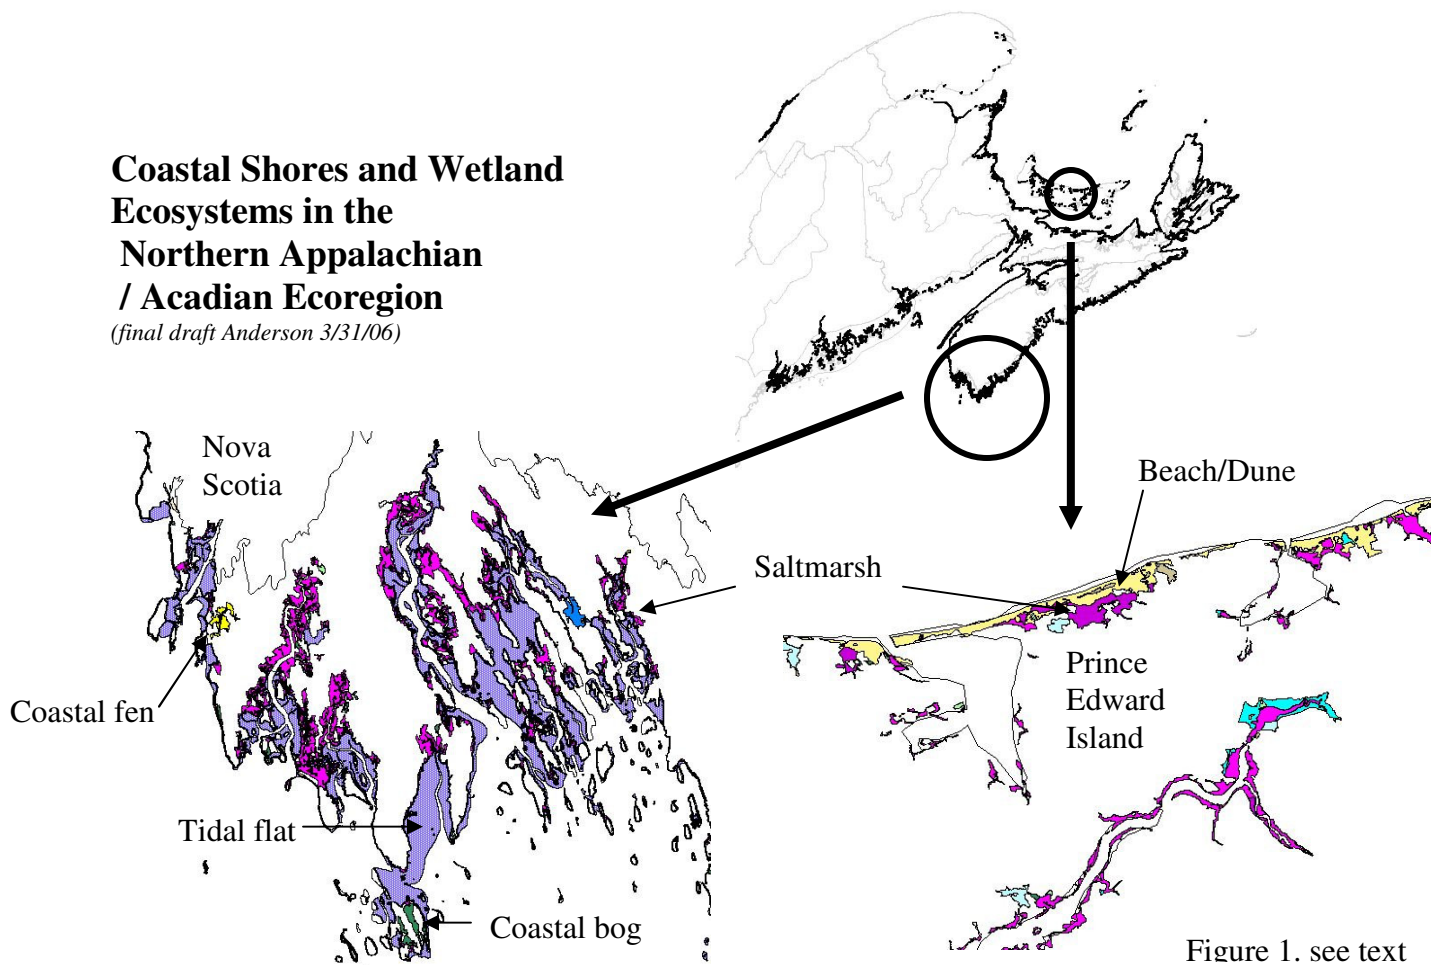 Coastal Shores and Wetland
Ecosystems in the
Northern Appalachian
/ Acadian Ecoregion
(final draft Anderson 3/31/06)
Nova
Scotia
Beach/Dune
Saltmarsh
Prince
Edward
Island
Coastal fen
Tidal flat
Coastal bog
Figure 1. see text